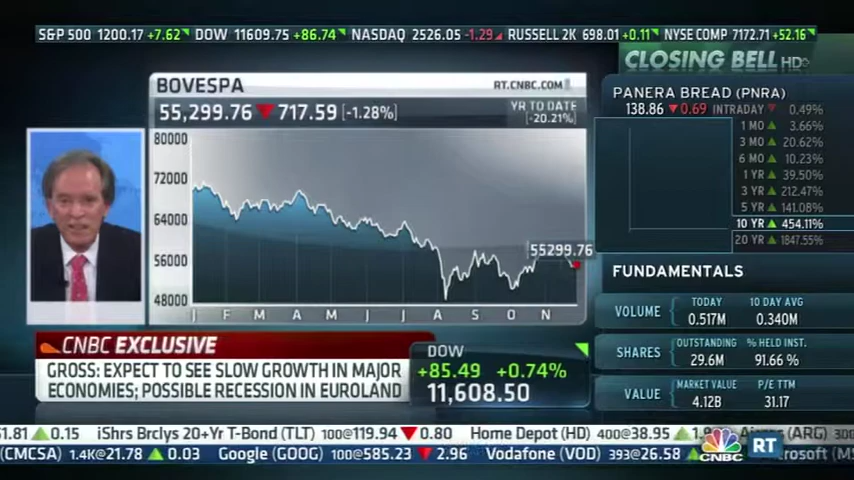 S&P 500 1200.17 +7.62 DOW 11609.75 +86.74 NASDAQ 2526.05 -1.29 RUSSELL 2K 698.01 +0.11 NYSE COMP 7172.71 +52.16
CLOSING BELL HD
BOVESPA
RT.CNBC.COM
55,299.76 717.59 [-1.28%]
YR TO DATE
[-20.21%]
80000
72000
64000
56000
48000
55299.76
J F M A M J J A S O N
PANERA BREAD (PNRA)
138.86 0.69 INTRADAY 0.49%
1 MO 3.66%
3 MO 20.62%
6 MO 10.23%
1 YR 39.50%
3 YR 212.47%
5 YR 141.08%
10 YR 454.11%
20 YR 1847.55%
FUNDAMENTALS
VOLUME
TODAY
0.517M
10 DAY AVG
0.340M
SHARES
OUTSTANDING
29.6M
% HELD INST.
91.66 %
VALUE
MARKET VALUE
4.12B
P/E TTM
31.17
CNBC EXCLUSIVE
GROSS: EXPECT TO SEE SLOW GROWTH IN MAJOR
ECONOMIES; POSSIBLE RECESSION IN EUROLAND
DOW
+85.49 +0.74%
11,608.50
1.81 0.15 iShrs Brclys 20+Yr T-Bond (TLT) 100@119.94 0.80 Home Depot (HD) 400@38.95 (ARG)
(CMCSA) 1.4K@21.78 0.03 Google (GOOG) 100@585.23 2.96 Vodafone (VOD) 393@26.58
CNBC
RT